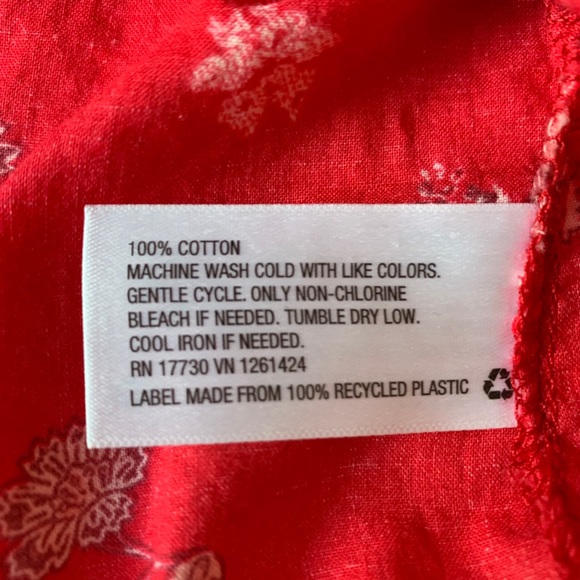 100% COTTON
MACHINE WASH COLD WITH LIKE COLORS.
GENTLE CYCLE. ONLY NON-CHLORINE
BLEACH IF NEEDED. TUMBLE DRY LOW.
COOL IRON IF NEEDED.
RN 17730 VN 1261424
LABEL MADE FROM 100% RECYCLED PLASTIC